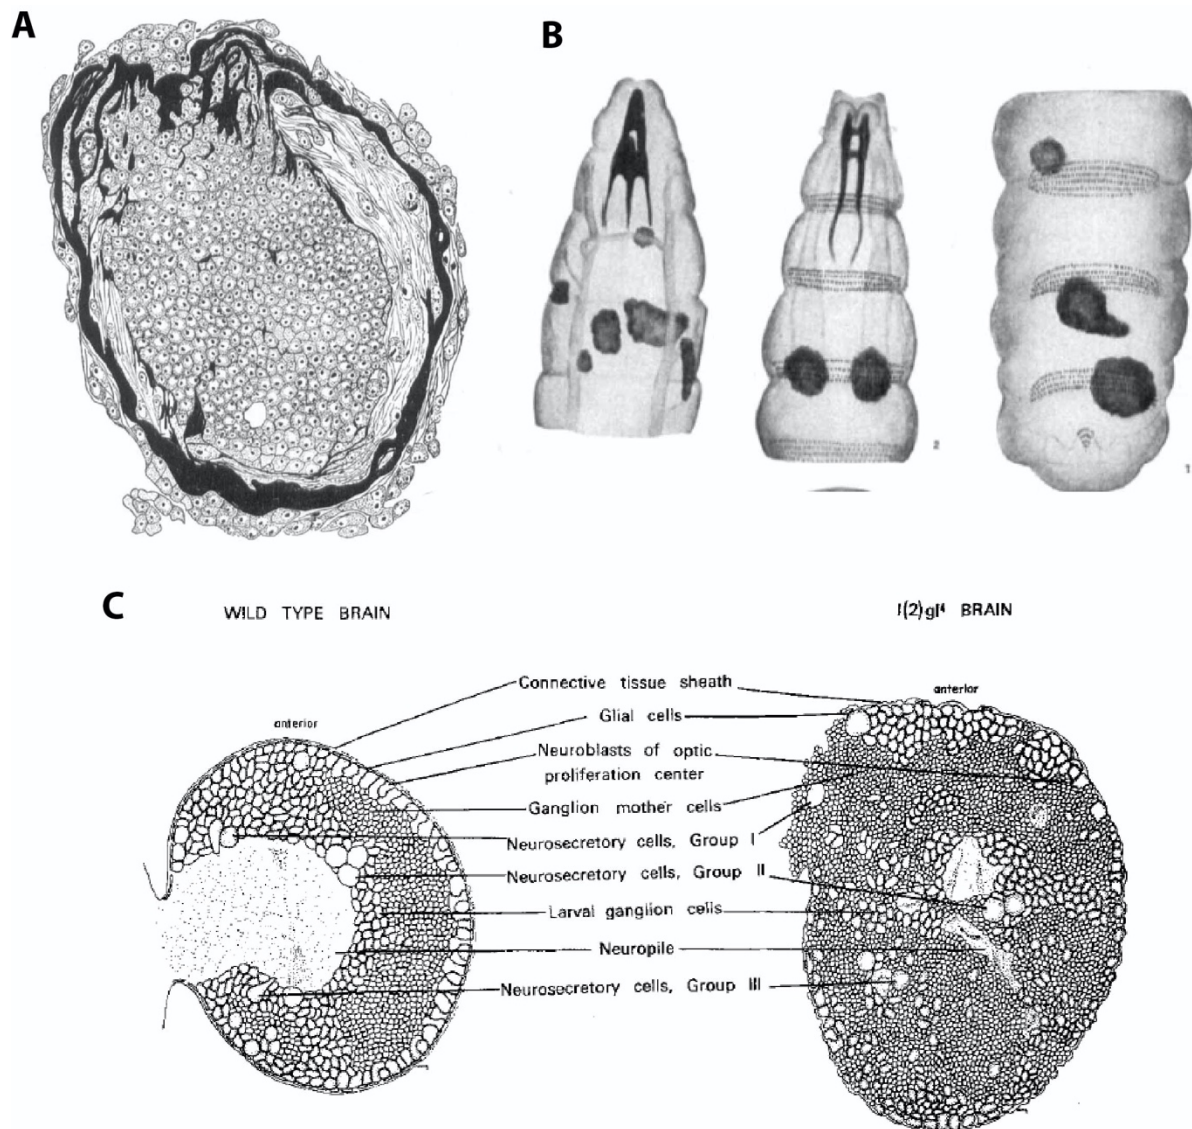 A
B
2
1
C
WILD TYPE BRAIN
l(2)gl⁴ BRAIN
Connective tissue sheath
anterior
anterior
Glial cells
Neuroblasts of optic
proliferation center
Ganglion mother cells
Neurosecretory cells, Group I
Neurosecretory cells, Group II
Larval ganglion cells
Neuropile
Neurosecretory cells, Group III